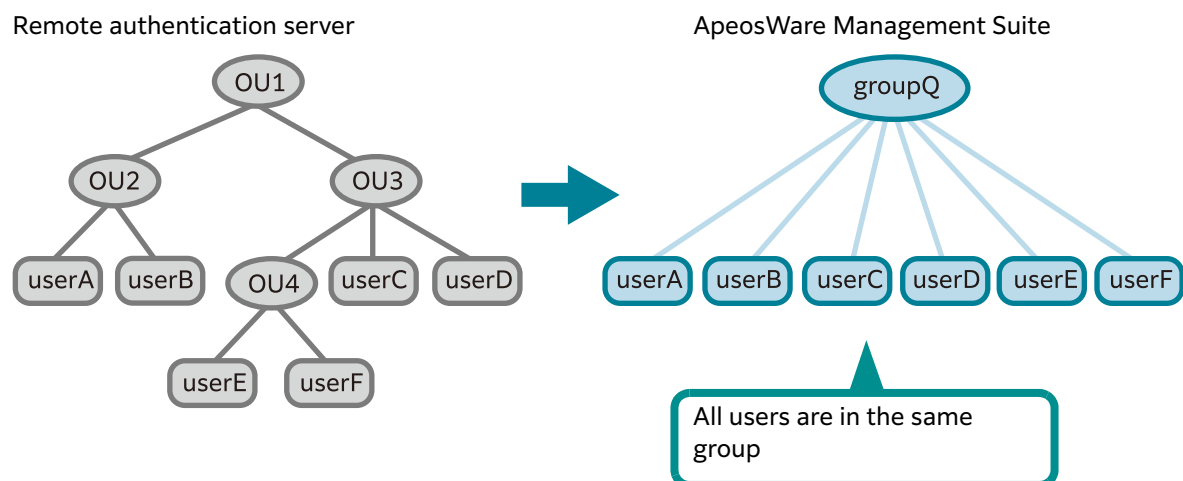 Remote authentication server
OU1
OU2
OU3
userA
userB
OU4
userC
userD
userE
userF
ApeosWare Management Suite
groupQ
userA
userB
userC
userD
userE
userF
All users are in the same
group